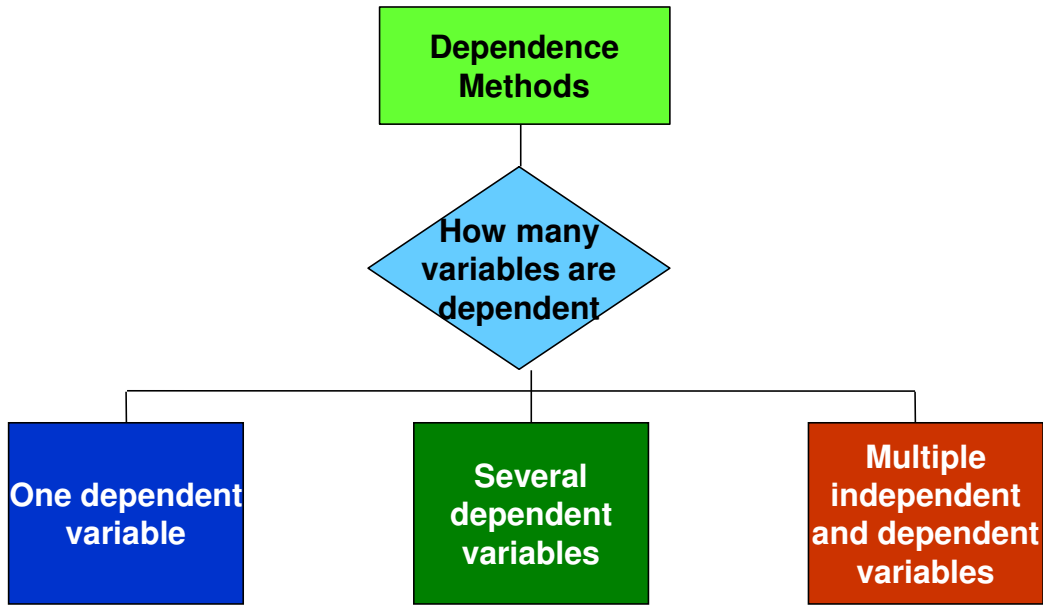 Dependence
Methods
How many
variables are
dependent
One dependent
variable
Several
dependent
variables
Multiple
independent
and dependent
variables